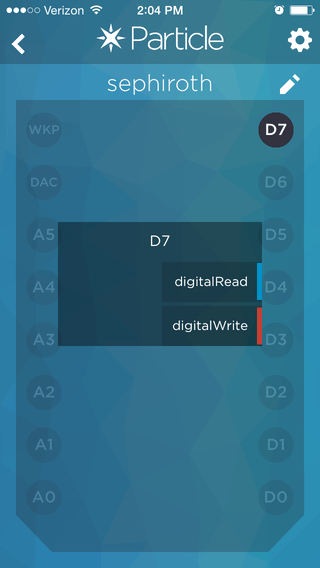 Verizon 2:04 PM
Particle
sephiroth
WKP D7
DAC D6
A5 D5
D7
A4 digitalRead D4
A3 digitalWrite D3
A2 D2
A1 D1
A0 D0